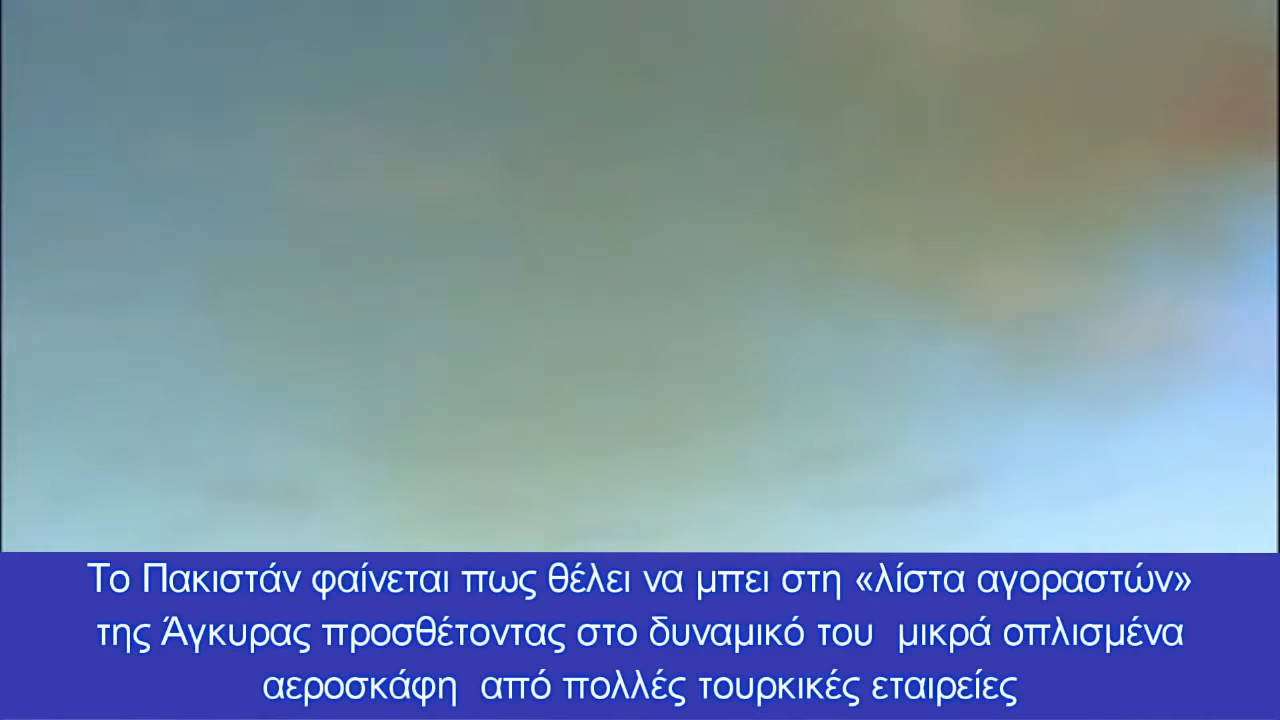 Το Πακιστάν φαίνεται πως θέλει να μπει στη «λίστα αγοραστών»
της Άγκυρας προσθέτοντας στο δυναμικό του  μικρά οπλισμένα
αεροσκάφη  από πολλές τουρκικές εταιρείες